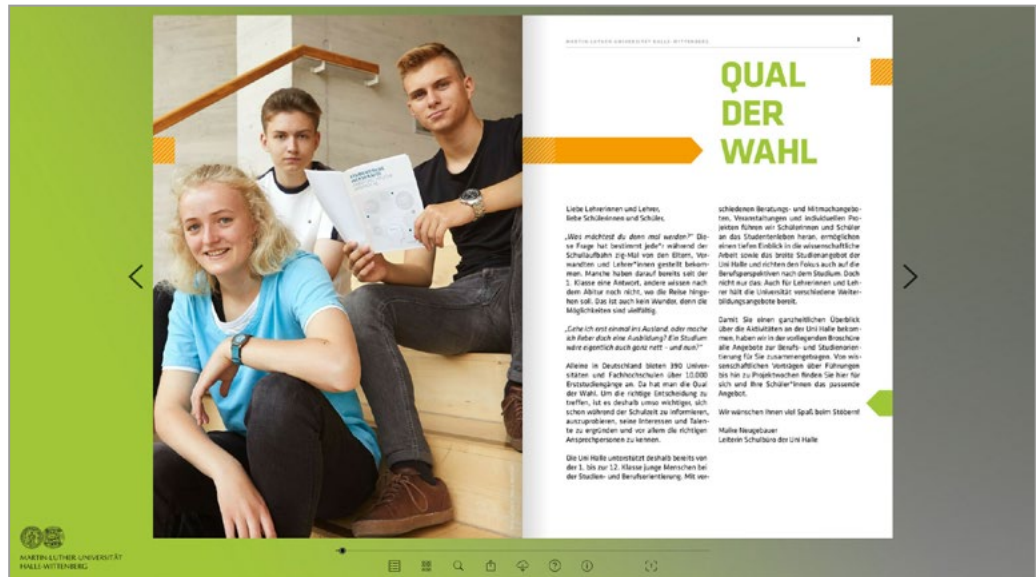 MARTIN-LUTHER-UNIVERSITÄT HALLE-WITTENBERG
3
QUAL
DER
WAHL
Liebe Lehrerinnen und Lehrer,
liebe Schülerinnen und Schüler,
„Was möchtest du denn mal werden?“ Die-
se Frage hat bestimmt jede*r während der
Schullaufbahn zig-Mal von den Eltern, Ver-
wandten und Lehrer*innen gestellt bekom-
men. Manche haben darauf bereits seit der
1. Klasse eine Antwort, andere wissen nach
dem Abitur noch nicht, wo die Reise hinge-
hen soll. Das ist auch kein Wunder, denn die
Möglichkeiten sind vielfältig.
„Gehe ich erst einmal ins Ausland, oder mache
ich lieber doch eine Ausbildung? Ein Studium
wäre eigentlich auch ganz nett – und nun?“
Alleine in Deutschland bieten 390 Univer-
sitäten und Fachhochschulen über 10.000
Erststudiengänge an. Da hat man die Qual
der Wahl. Um die richtige Entscheidung zu
treffen, ist es deshalb umso wichtiger, sich
schon während der Schulzeit zu informieren,
auszuprobieren, seine Interessen und Talen-
te zu ergründen und vor allem die richtigen
Ansprechpersonen zu kennen.
Die Uni Halle unterstützt deshalb bereits von
der 1. bis zur 12. Klasse junge Menschen bei
der Studien- und Berufsorientierung. Mit ver-
schiedenen Beratungs- und Mitmachangebo-
ten, Veranstaltungen und individuellen Pro-
jekten führen wir Schülerinnen und Schüler
an das Studentenleben heran, ermöglichen
einen tiefen Einblick in die wissenschaftliche
Arbeit sowie das breite Studienangebot der
Uni Halle und richten den Fokus auch auf die
Berufsperspektiven nach dem Studium. Doch
nicht nur das: Auch für Lehrerinnen und Leh-
rer hält die Universität verschiedene Weiter-
bildungsangebote bereit.
Damit Sie einen ganzheitlichen Überblick
über die Aktivitäten an der Uni Halle bekom-
men, haben wir in der vorliegenden Broschüre
alle Angebote zur Berufs- und Studienorien-
tierung für Sie zusammengetragen. Von wis-
senschaftlichen Vorträgen über Führungen
bis hin zu Projektwochen finden Sie hier für
sich und Ihre Schüler*innen das passende
Angebot.
Wir wünschen Ihnen viel Spaß beim Stöbern!
Maike Neugebauer
Leiterin Schulbüro der Uni Halle
MARTIN-LUTHER-UNIVERSITÄT
HALLE-WITTENBERG